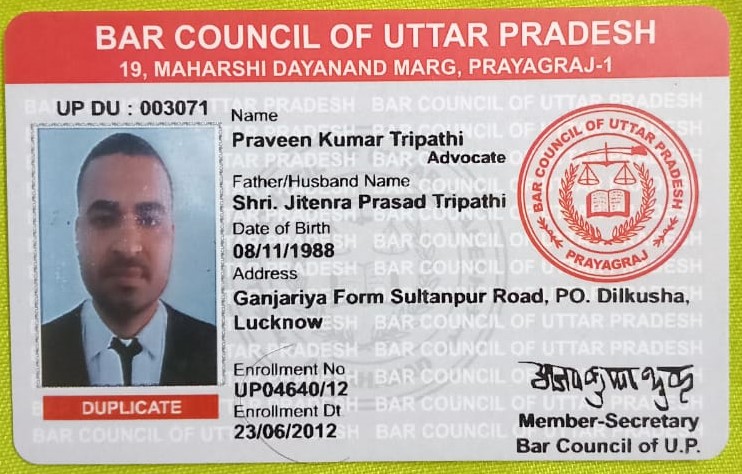 BAR COUNCIL OF UTTAR PRADESH
19, MAHARSHI DAYANAND MARG, PRAYAGRAJ-1
UP DU : 003071
Name
Praveen Kumar Tripathi
Advocate
Father/Husband Name
Shri. Jitenra Prasad Tripathi
Date of Birth
08/11/1988
Address
Ganjariya Form Sultanpur Road, PO. Dilkusha,
Lucknow
Enrollment No
UP04640/12
Enrollment Dt
23/06/2012
DUPLICATE
BAR COUNCIL OF UTTAR PRADESH
PRAYAGRAJ
Member-Secretary
Bar Council of U.P.